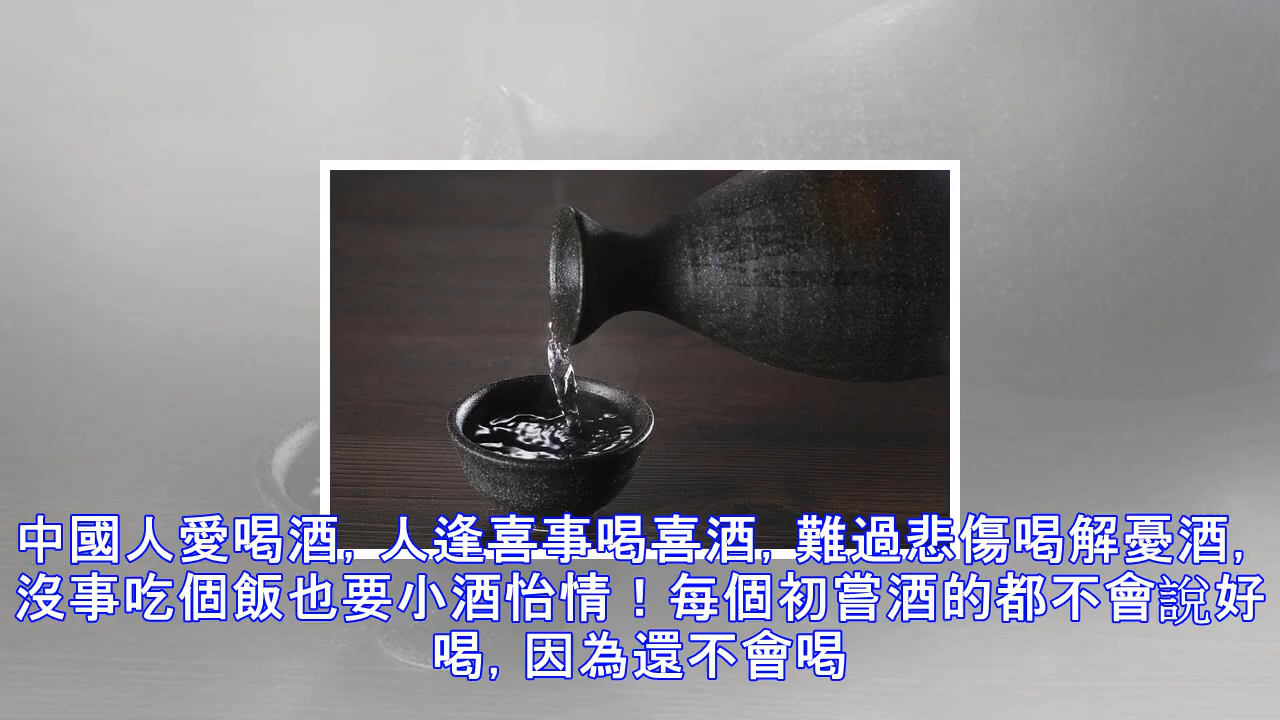 中國人愛喝酒, 人逢喜事喝喜酒, 難過悲傷喝解憂酒,
沒事吃個飯也要小酒怡情！每個初嘗酒的都不會說好
喝, 因為還不會喝